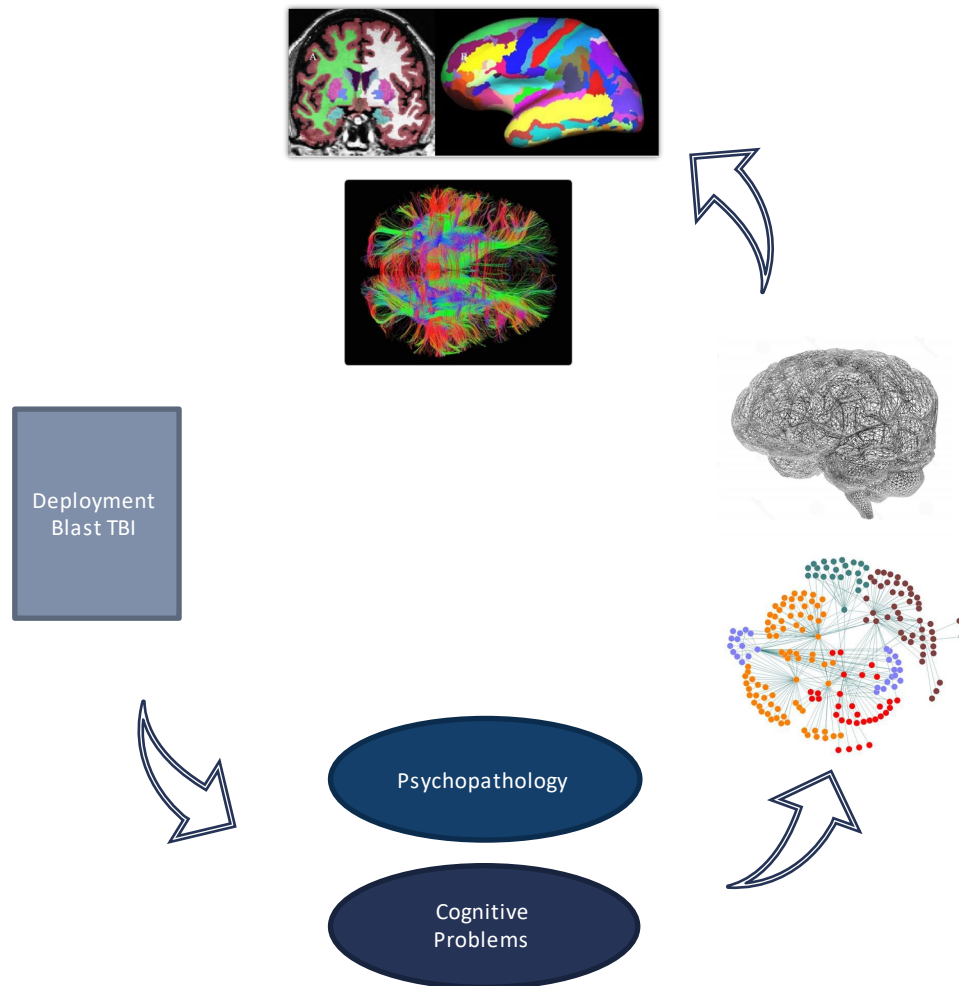 A
B
Deployment
Blast TBI
Psychopathology
Cognitive
Problems